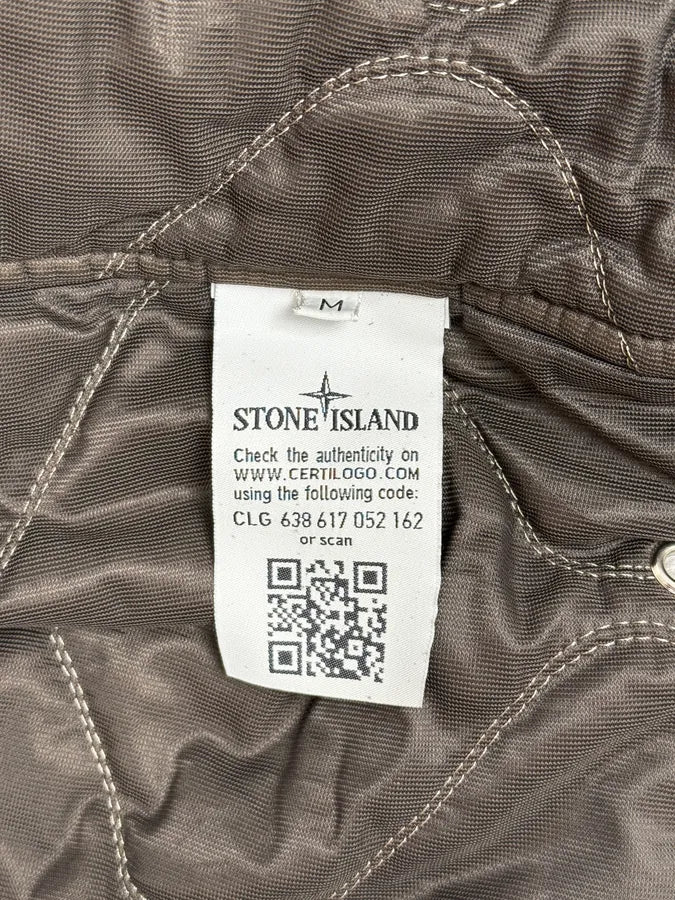 M
STONE ISLAND
Check the authenticity on
WWW.CERTILOGO.COM
using the following code:
CLG 638 617 052 162
or scan